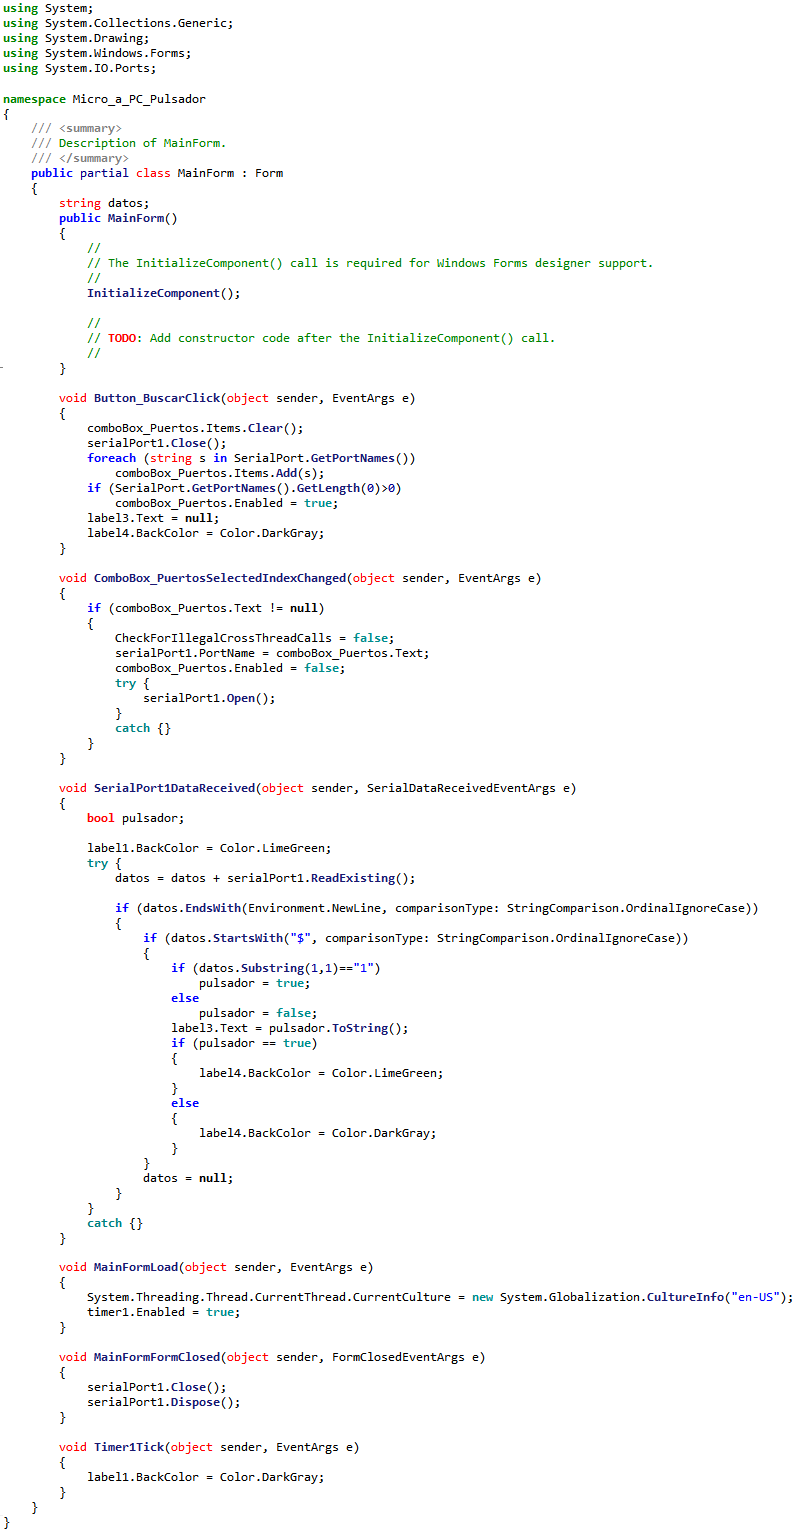 using System;
using System.Collections.Generic;
using System.Drawing;
using System.Windows.Forms;
using System.IO.Ports;

namespace Micro_a_PC_Pulsador
{
    /// <summary>
    /// Description of MainForm.
    /// </summary>
    public partial class MainForm : Form
    {
        string datos;
        public MainForm()
        {
            //
            // The InitializeComponent() call is required for Windows Forms designer support.
            //
            InitializeComponent();

            //
            // TODO: Add constructor code after the InitializeComponent() call.
            //
        }

        void Button_BuscarClick(object sender, EventArgs e)
        {
            comboBox_Puertos.Items.Clear();
            serialPort1.Close();
            foreach (string s in SerialPort.GetPortNames())
                comboBox_Puertos.Items.Add(s);
            if (SerialPort.GetPortNames().GetLength(0)>0)
                comboBox_Puertos.Enabled = true;
            label3.Text = null;
            label4.BackColor = Color.DarkGray;
        }

        void ComboBox_PuertosSelectedIndexChanged(object sender, EventArgs e)
        {
            if (comboBox_Puertos.Text != null)
            {
                CheckForIllegalCrossThreadCalls = false;
                serialPort1.PortName = comboBox_Puertos.Text;
                comboBox_Puertos.Enabled = false;
                try {
                    serialPort1.Open();
                }
                catch {}
            }
        }

        void SerialPort1DataReceived(object sender, SerialDataReceivedEventArgs e)
        {
            bool pulsador;

            label1.BackColor = Color.LimeGreen;
            try {
                datos = datos + serialPort1.ReadExisting();

                if (datos.EndsWith(Environment.NewLine, comparisonType: StringComparison.OrdinalIgnoreCase))
                {
                    if (datos.StartsWith("$", comparisonType: StringComparison.OrdinalIgnoreCase))
                    {
                        if (datos.Substring(1,1)=="1")
                            pulsador = true;
                        else
                            pulsador = false;
                        label3.Text = pulsador.ToString();
                        if (pulsador == true)
                        {
                            label4.BackColor = Color.LimeGreen;
                        }
                        else
                        {
                            label4.BackColor = Color.DarkGray;
                        }
                    }
                    datos = null;
                }
            }
            catch {}
        }

        void MainFormLoad(object sender, EventArgs e)
        {
            System.Threading.Thread.CurrentThread.CurrentCulture = new System.Globalization.CultureInfo("en-US");
            timer1.Enabled = true;
        }

        void MainFormFormClosed(object sender, FormClosedEventArgs e)
        {
            serialPort1.Close();
            serialPort1.Dispose();
        }

        void Timer1Tick(object sender, EventArgs e)
        {
            label1.BackColor = Color.DarkGray;
        }
    }
}